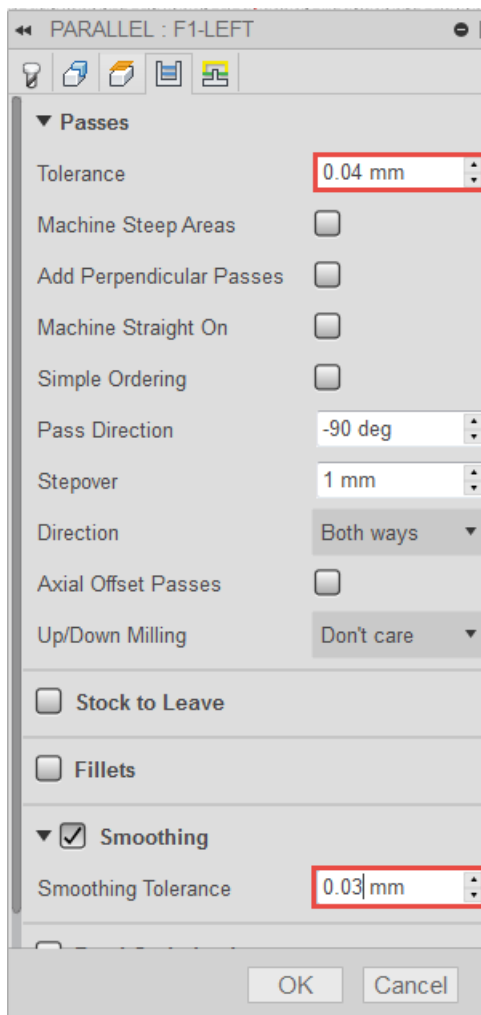 PARALLEL : F1-LEFT
Passes
Tolerance 0.04 mm
Machine Steep Areas
Add Perpendicular Passes
Machine Straight On
Simple Ordering
Pass Direction -90 deg
Stepover 1 mm
Direction Both ways
Axial Offset Passes
Up/Down Milling Don't care
Stock to Leave
Fillets
Smoothing
Smoothing Tolerance 0.03 mm
OK Cancel